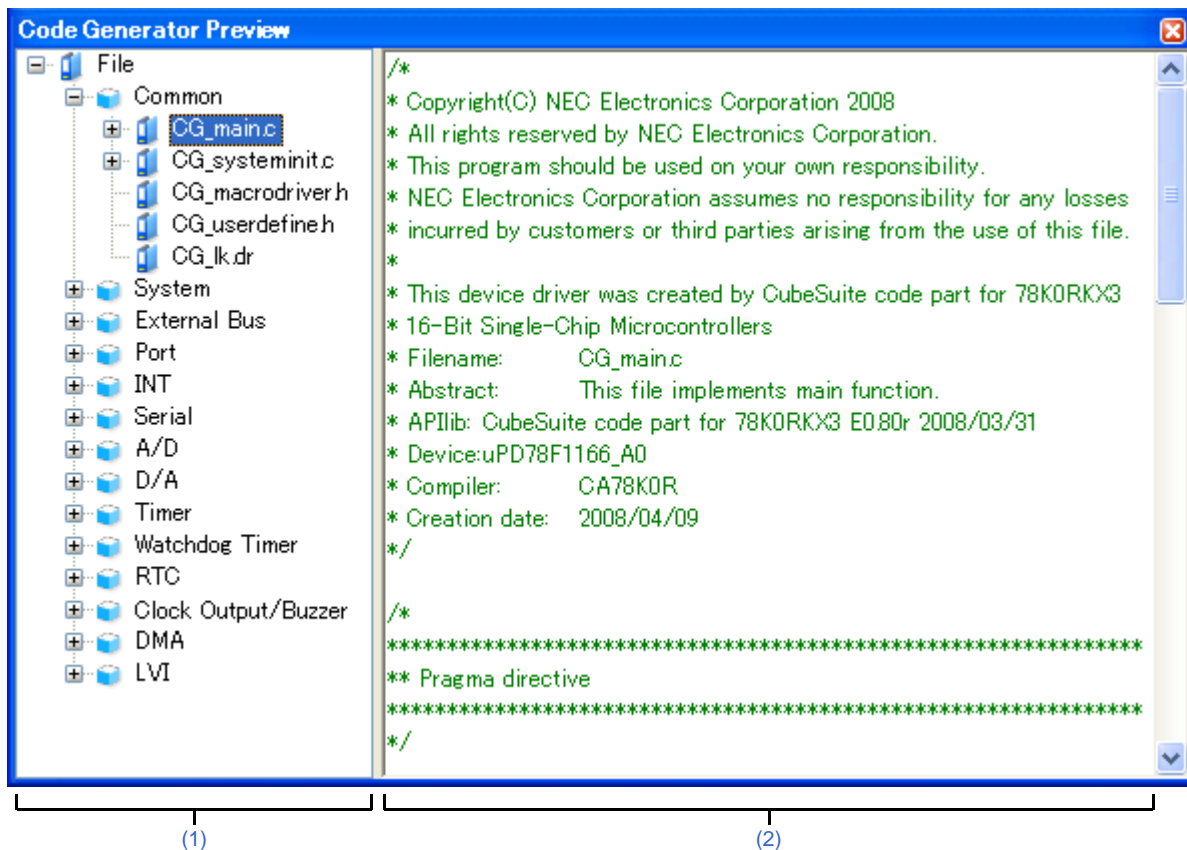 Code Generator Preview
File
Common
CG_main.c
CG_systeminit.c
CG_macrodriver.h
CG_userdefine.h
CG_lk.dr
System
External Bus
Port
INT
Serial
A/D
D/A
Timer
Watchdog Timer
RTC
Clock Output/Buzzer
DMA
LVI
/*
* Copyright(C) NEC Electronics Corporation 2008
* All rights reserved by NEC Electronics Corporation.
* This program should be used on your own responsibility.
* NEC Electronics Corporation assumes no responsibility for any losses
* incurred by customers or third parties arising from the use of this file.
*
* This device driver was created by CubeSuite code part for 78K0RKX3
* 16-Bit Single-Chip Microcontrollers
* Filename: CG_main.c
* Abstract: This file implements main function.
* APIlib: CubeSuite code part for 78K0RKX3 E0.80r 2008/03/31
* Device:uPD78F1166_A0
* Compiler: CA78K0R
* Creation date: 2008/04/09
*/
/*
***************************************************************
** Pragma directive
***************************************************************
*/
(1)
(2)